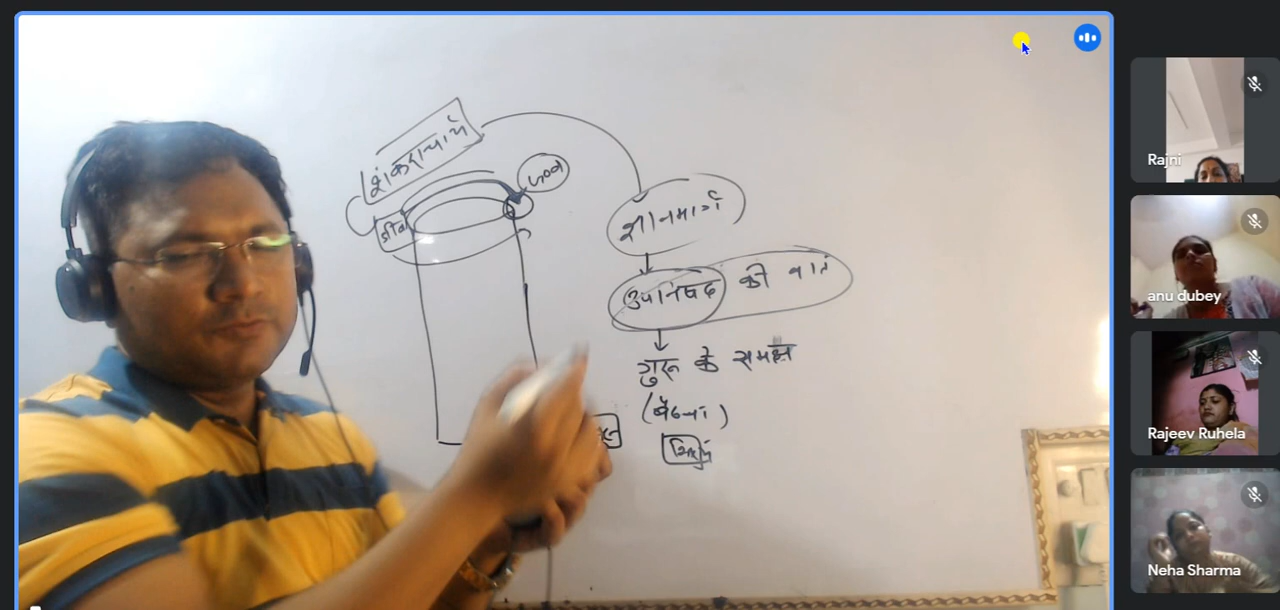 शंकराचार्य
जीव
ज्ञानमार्ग
उपनिषद की बात
गुरू के समक्ष
(बैठना)
Rajni
anu dubey
Rajeev Ruhela
Neha Sharma